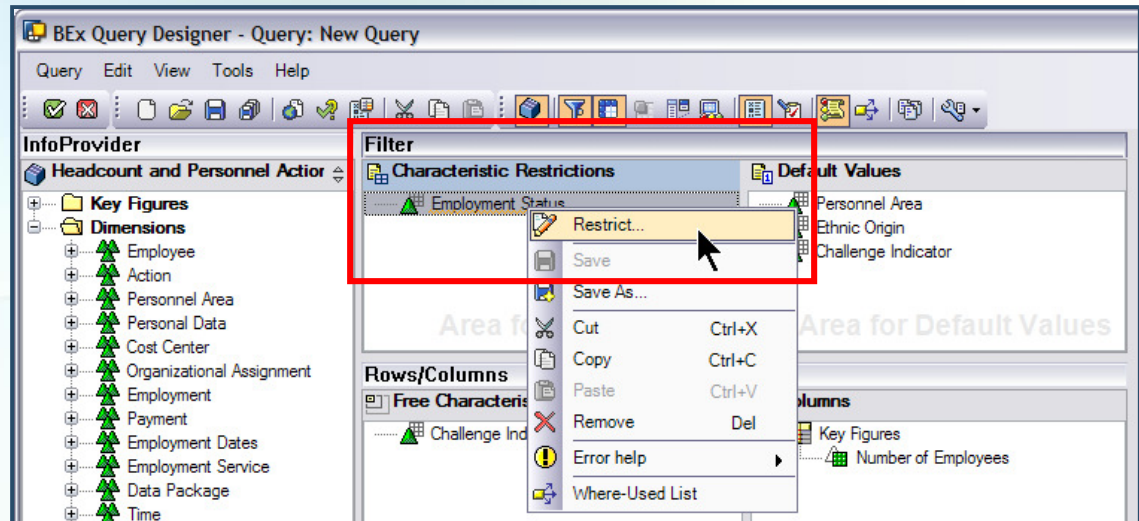 BEx Query Designer - Query: New Query
Query Edit View Tools Help
InfoProvider
Headcount and Personnel Action
Key Figures
Dimensions
Employee
Action
Personnel Area
Personal Data
Cost Center
Organizational Assignment
Employment
Payment
Employment Dates
Employment Service
Data Package
Time
Filter
Characteristic Restrictions
Employment Status
Default Values
Personnel Area
Ethnic Origin
Challenge Indicator
Area fo
Area for Default Values
Restrict...
Save
Save As...
Cut Ctrl+X
Copy Ctrl+C
Paste Ctrl+V
Remove Del
Error help
Where-Used List
Rows/Columns
Free Characteris
Challenge Ind
olumns
Key Figures
Number of Employees